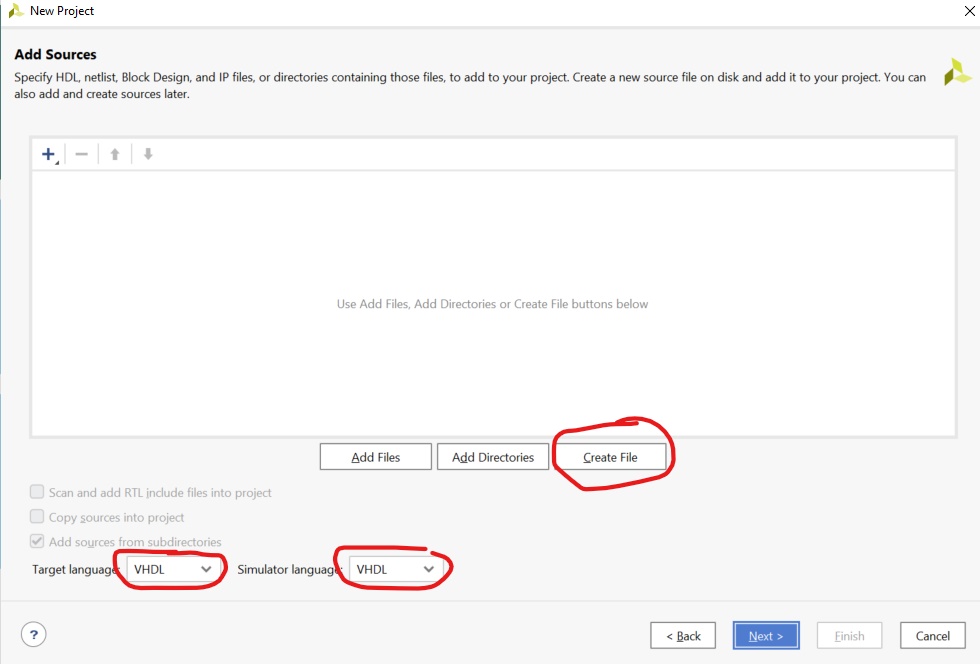 New Project
Add Sources
Specify HDL, netlist, Block Design, and IP files, or directories containing those files, to add to your project. Create a new source file on disk and add it to your project. You can
also add and create sources later.
Use Add Files, Add Directories or Create File buttons below
Add Files Add Directories Create File
Scan and add RTL include files into project
Copy sources into project
Add sources from subdirectories
Target language: VHDL Simulator language: VHDL
? < Back Next > Finish Cancel